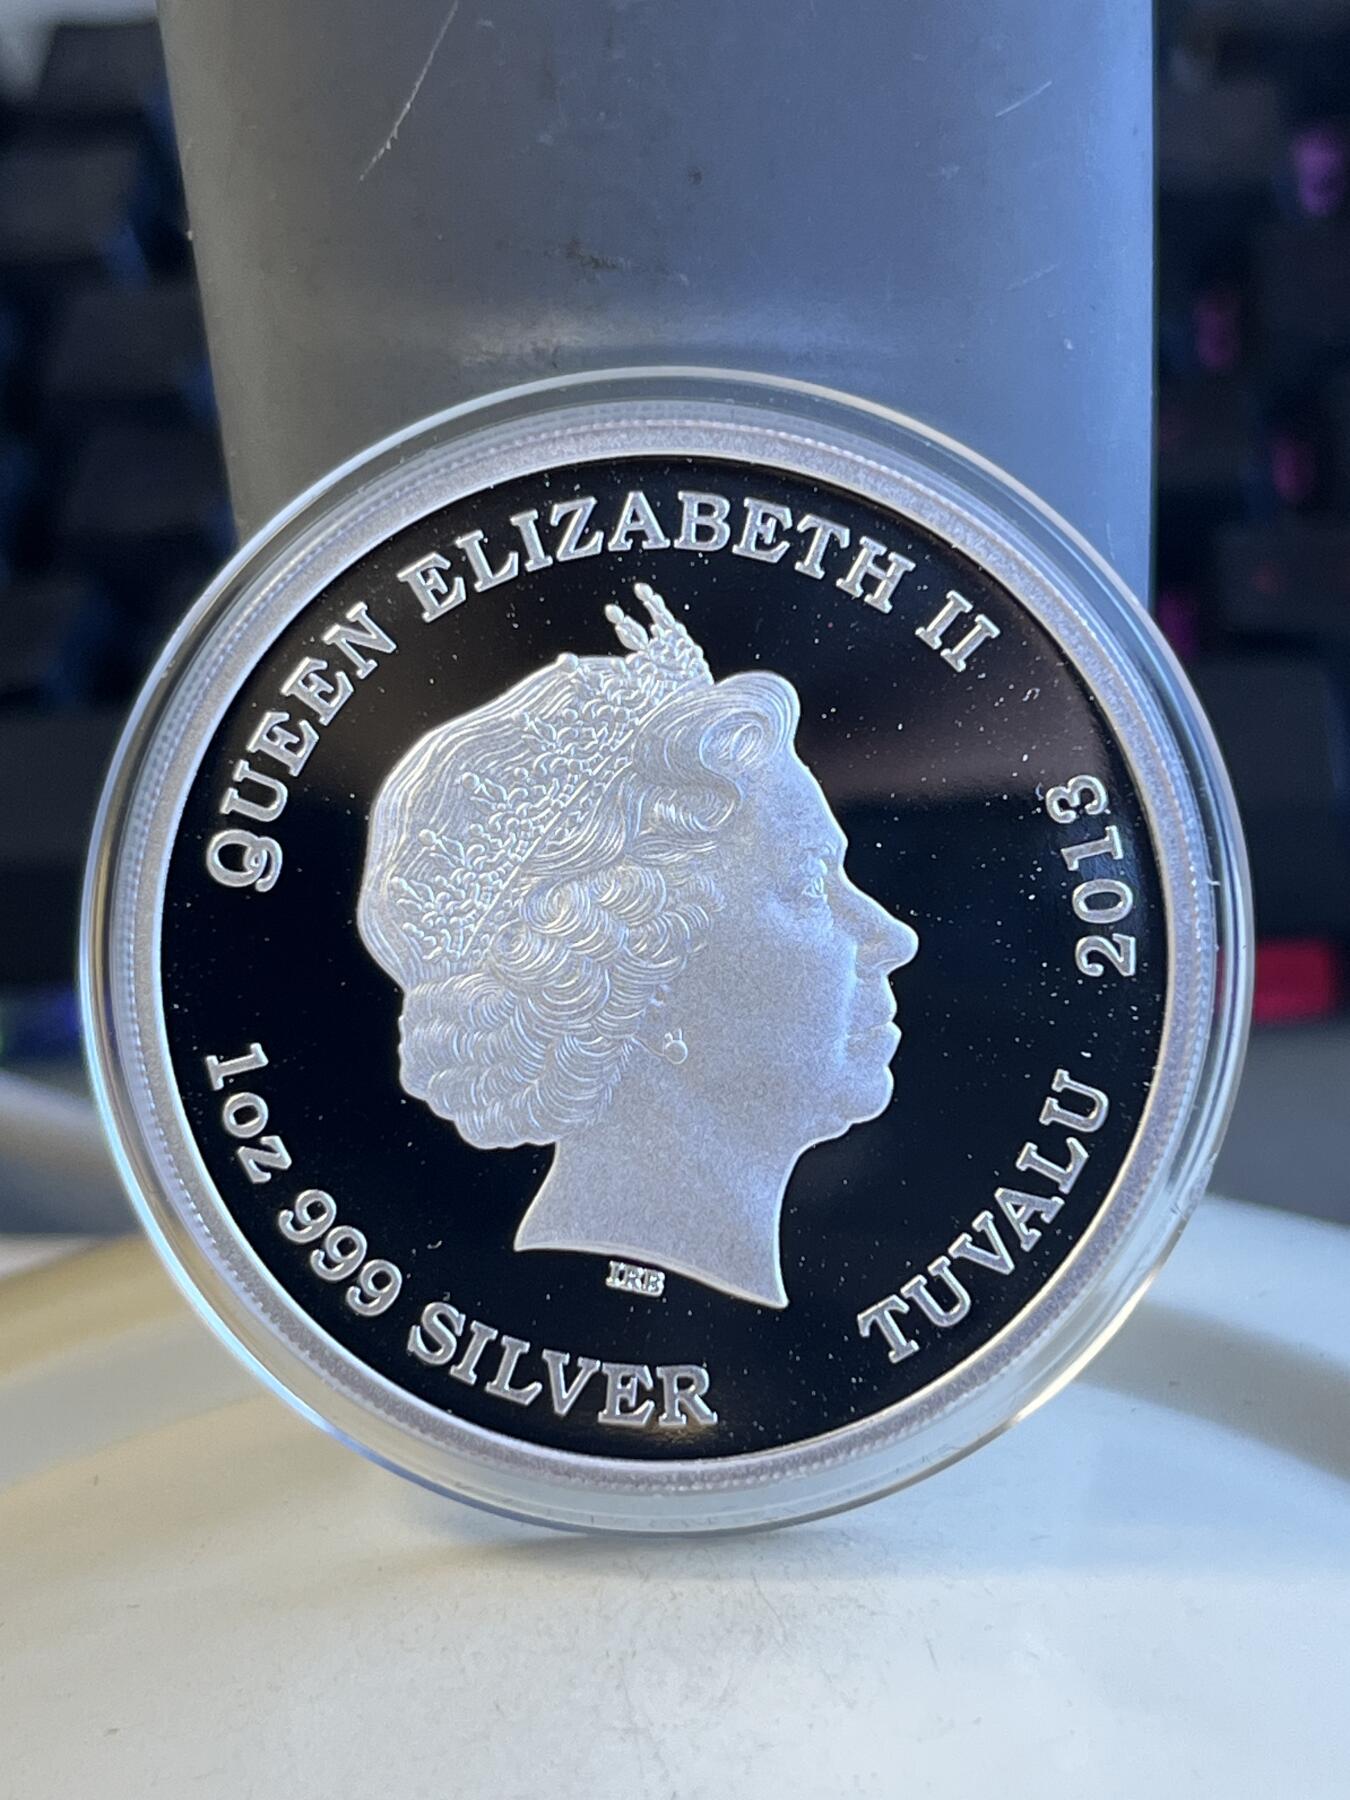 QUEEN ELIZABETH II
2013
TUVALU
1oz 999 SILVER
IRB